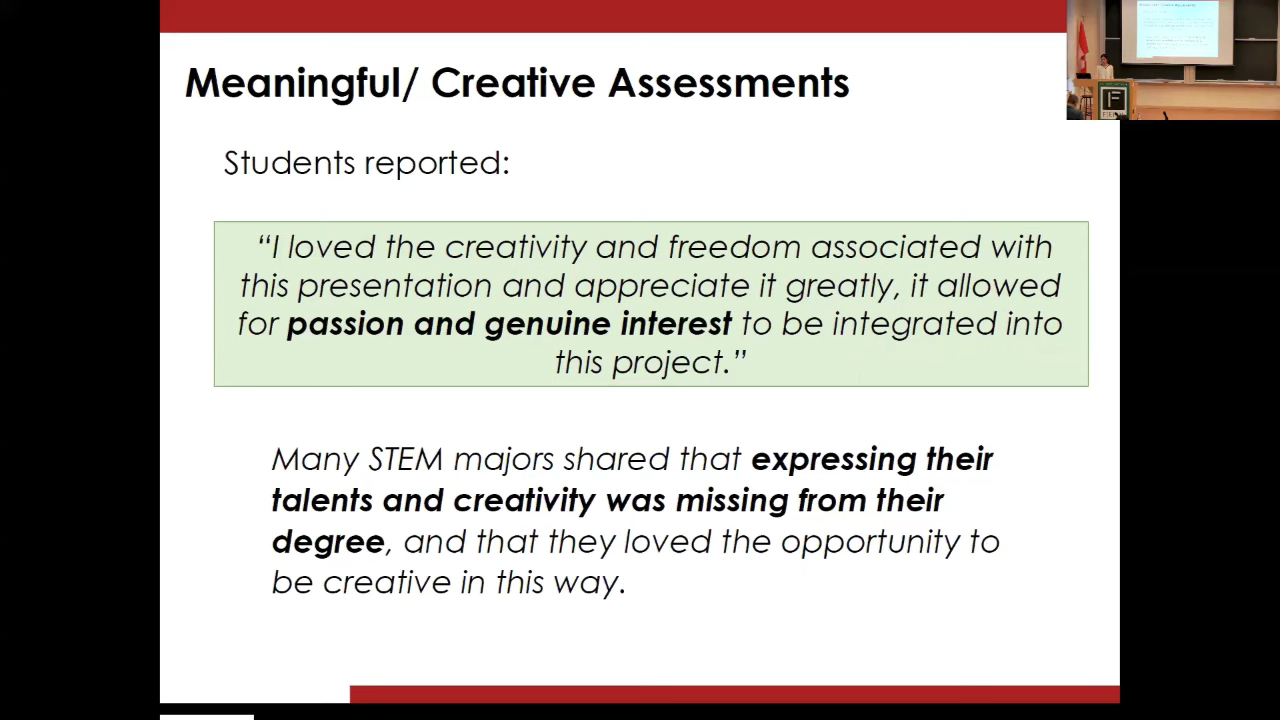 Meaningful/ Creative Assessments
Students reported:
“I loved the creativity and freedom associated with
this presentation and appreciate it greatly, it allowed
for passion and genuine interest to be integrated into
this project.”
Many STEM majors shared that expressing their
talents and creativity was missing from their
degree, and that they loved the opportunity to
be creative in this way.